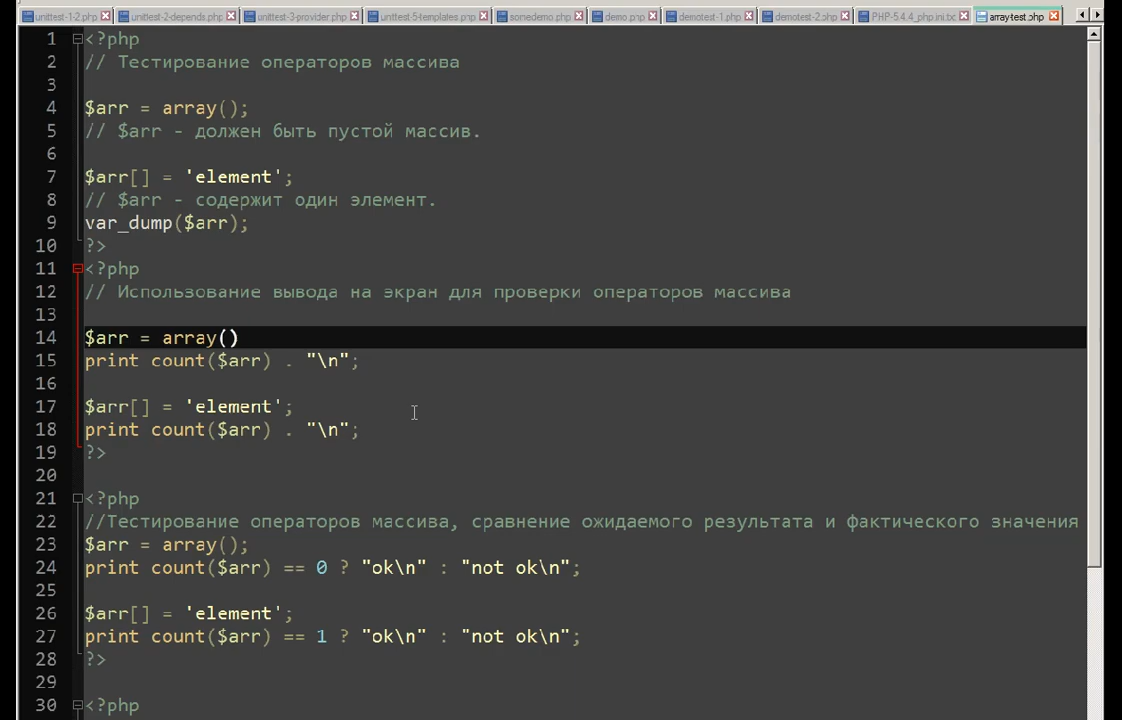 unittest-1-2.php unittest-2-depends.php unittest-3-provider.php unittest-5-templates.php sonedemo.php demo.php demotest-1.php demotest-2.php PHP-5.4.4_php.ini.txt array-test.php
1 <?php
2 // Тестирование операторов массива
3
4 $arr = array();
5 // $arr - должен быть пустой массив.
6
7 $arr[] = 'element';
8 // $arr - содержит один элемент.
9 var_dump($arr);
10 ?>
11 <?php
12 // Использование вывода на экран для проверки операторов массива
13
14 $arr = array()
15 print count($arr) . "\n";
16
17 $arr[] = 'element';
18 print count($arr) . "\n";
19 ?>
20
21 <?php
22 //Тестирование операторов массива, сравнение ожидаемого результата и фактического значения
23 $arr = array();
24 print count($arr) == 0 ? "ok\n" : "not ok\n";
25
26 $arr[] = 'element';
27 print count($arr) == 1 ? "ok\n" : "not ok\n";
28 ?>
29
30 <?php